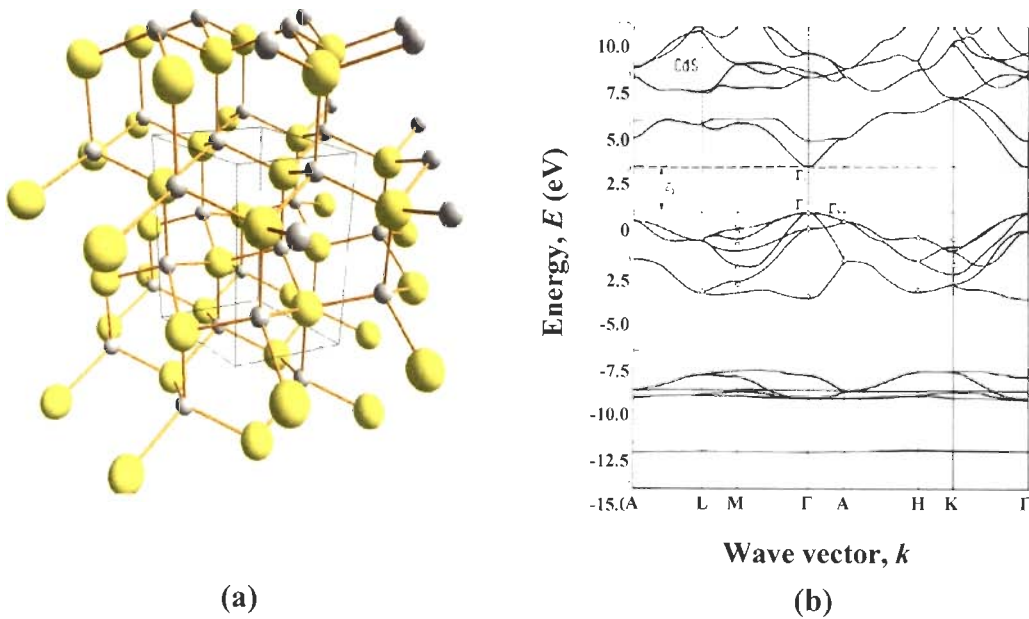 10.0
7.5
5.0
2.5
0
2.5
-5.0
-7.5
-10.0
-12.5
-15.0
Energy, E (eV)
CdS
Γ
Γ
Γ
A L M Γ A H K Γ
Wave vector, k
(a)
(b)